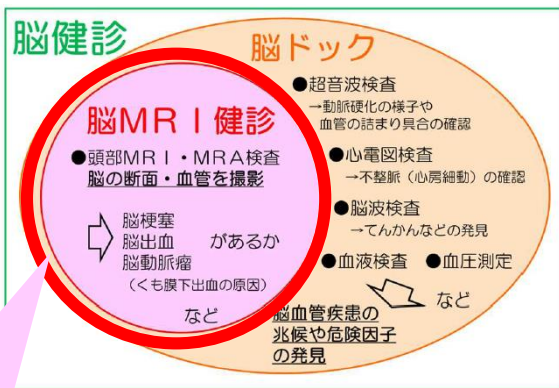 脳健診
脳ドック
脳MRI健診
●頭部MRI・MRA検査
脳の断面・血管を撮影
脳梗塞
脳出血 があるか
脳動脈瘤
(くも膜下出血の原因)
など
●超音波検査
→動脈硬化の様子や
血管の詰まり具合の確認
●心電図検査
→不整脈(心房細動)の確認
●脳波検査
→てんかんなどの発見
●血液検査 ●血圧測定
など
脳血管疾患の
兆候や危険因子
の発見